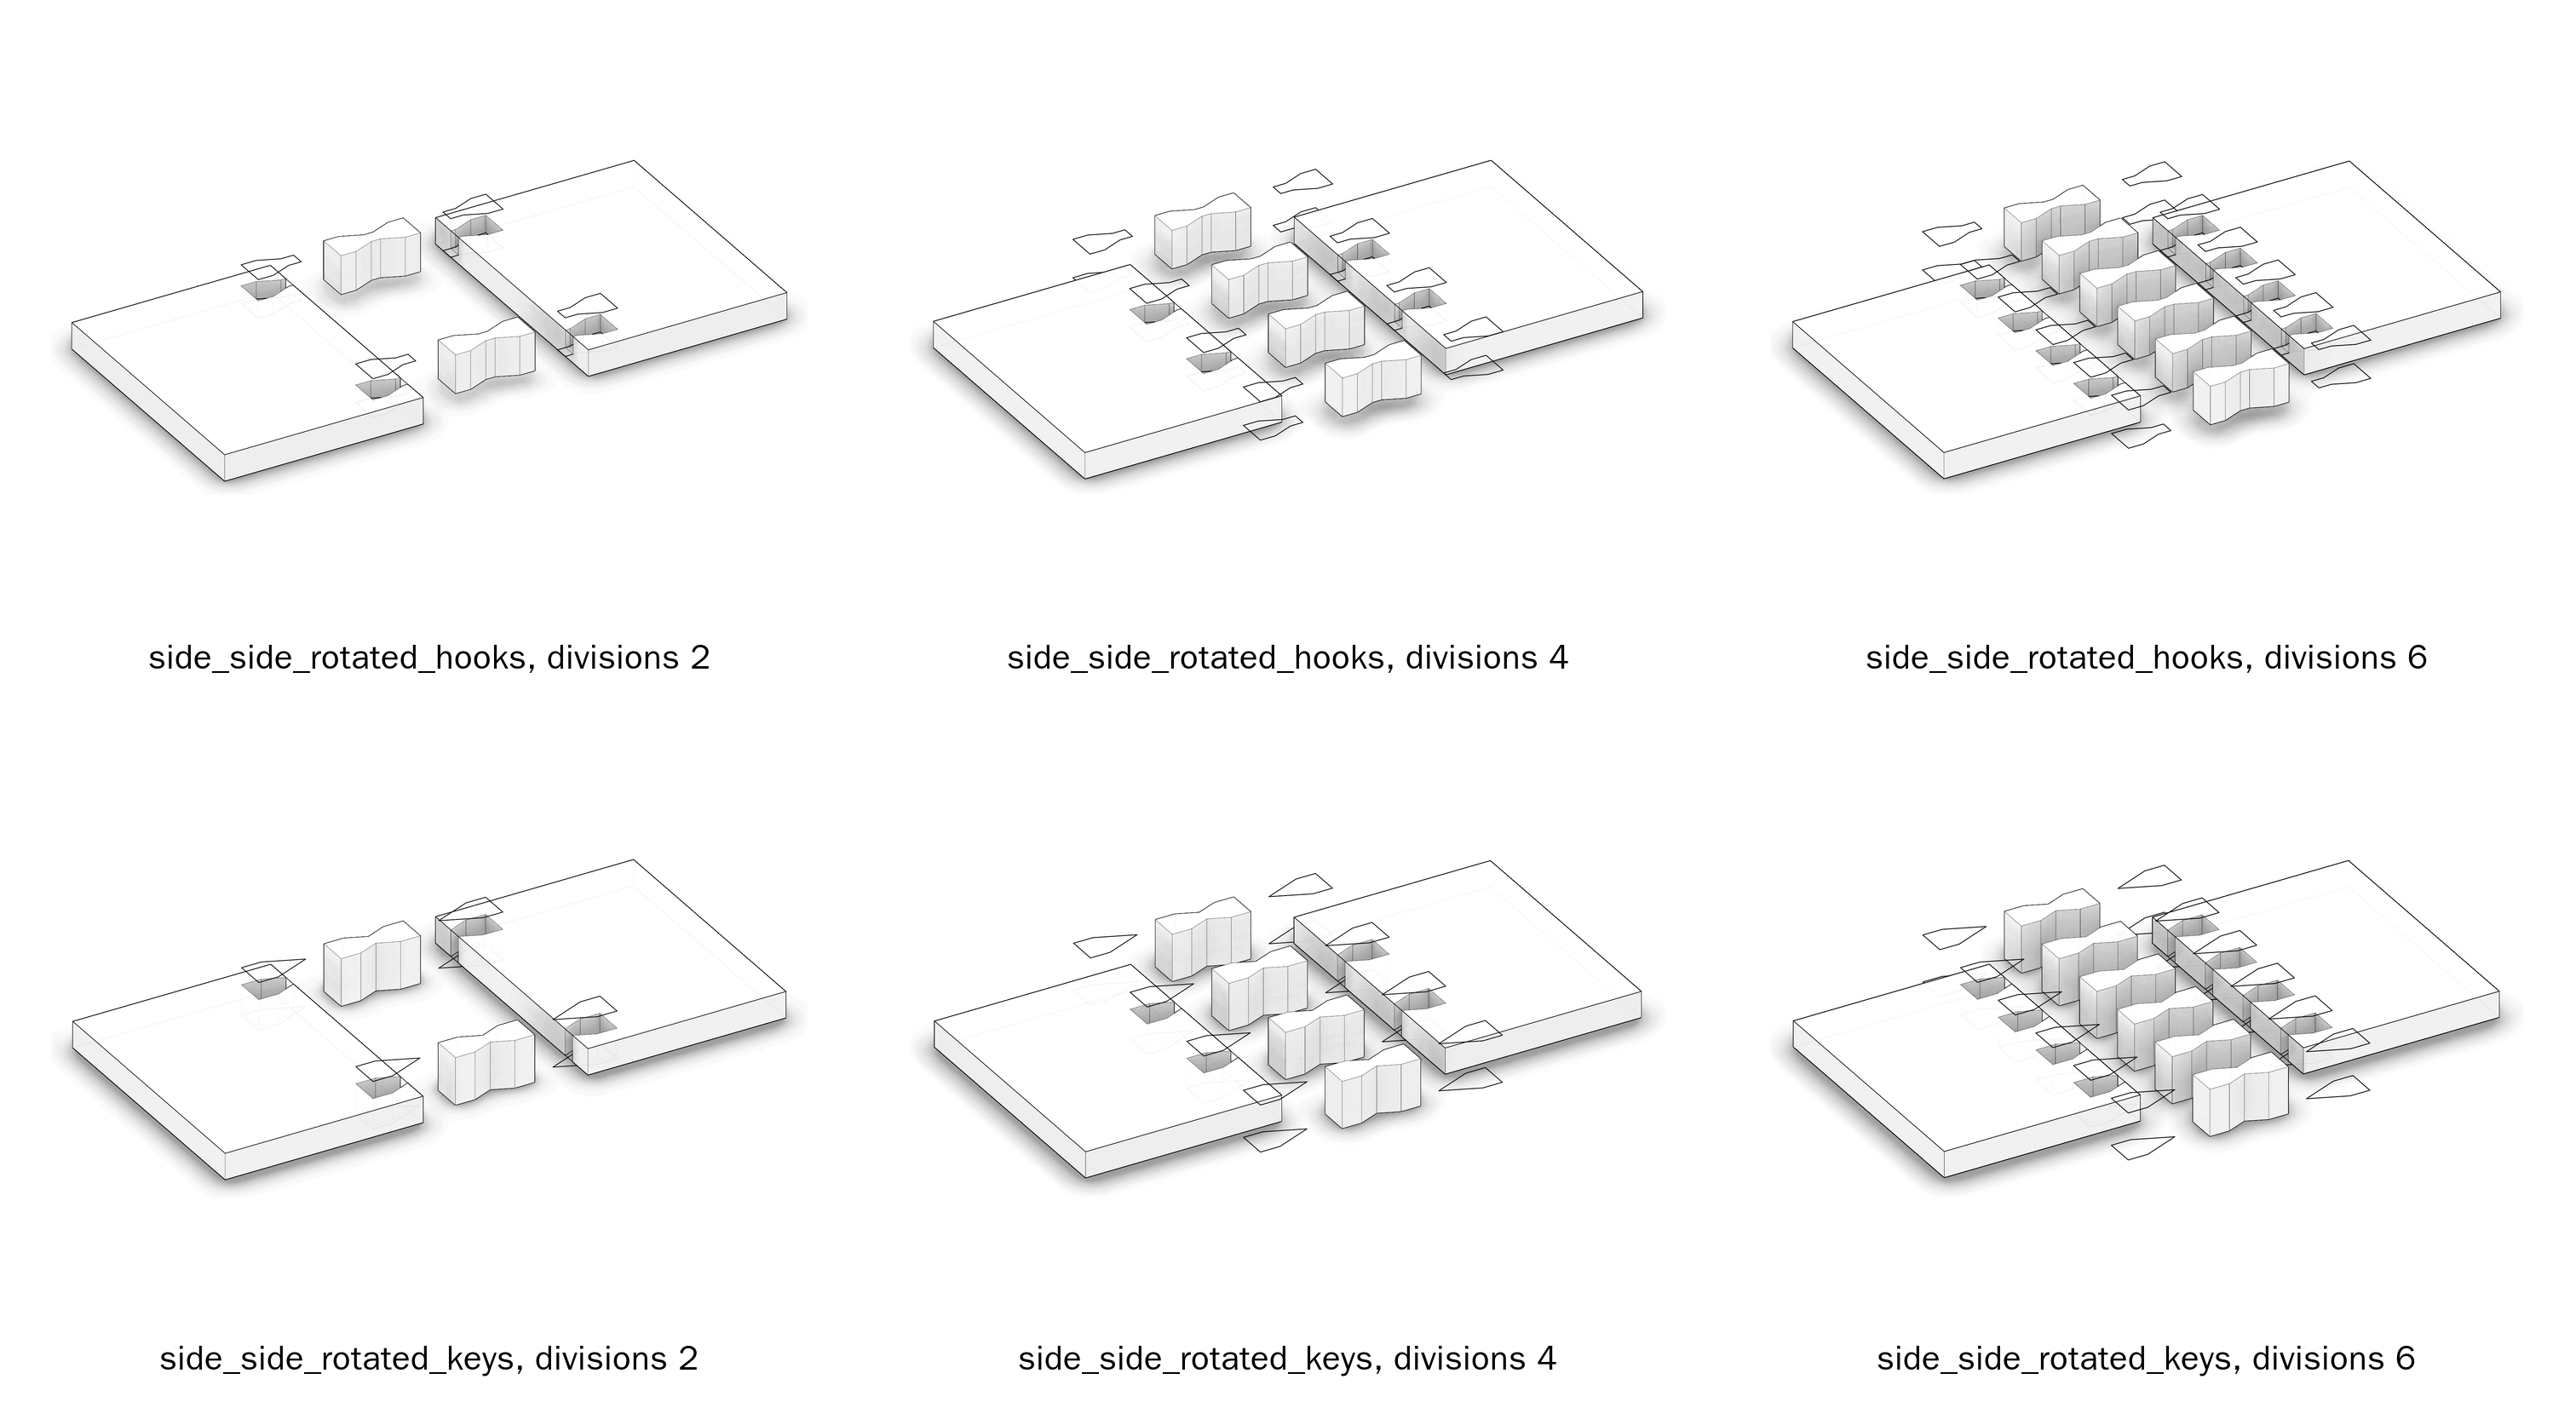 side_side_rotated_hooks, divisions 2
side_side_rotated_hooks, divisions 4
side_side_rotated_hooks, divisions 6
side_side_rotated_keys, divisions 2
side_side_rotated_keys, divisions 4
side_side_rotated_keys, divisions 6